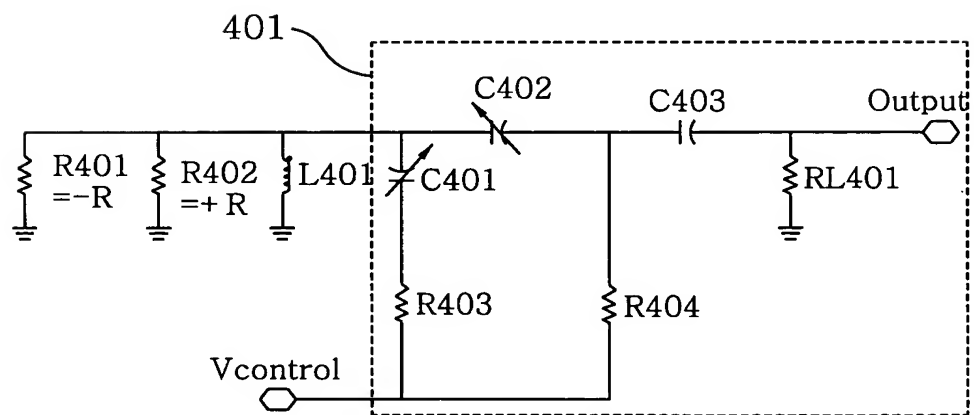 401
C402
C403
Output
R401
=-R
R402
=+R
L401
C401
RL401
R403
R404
Vcontrol